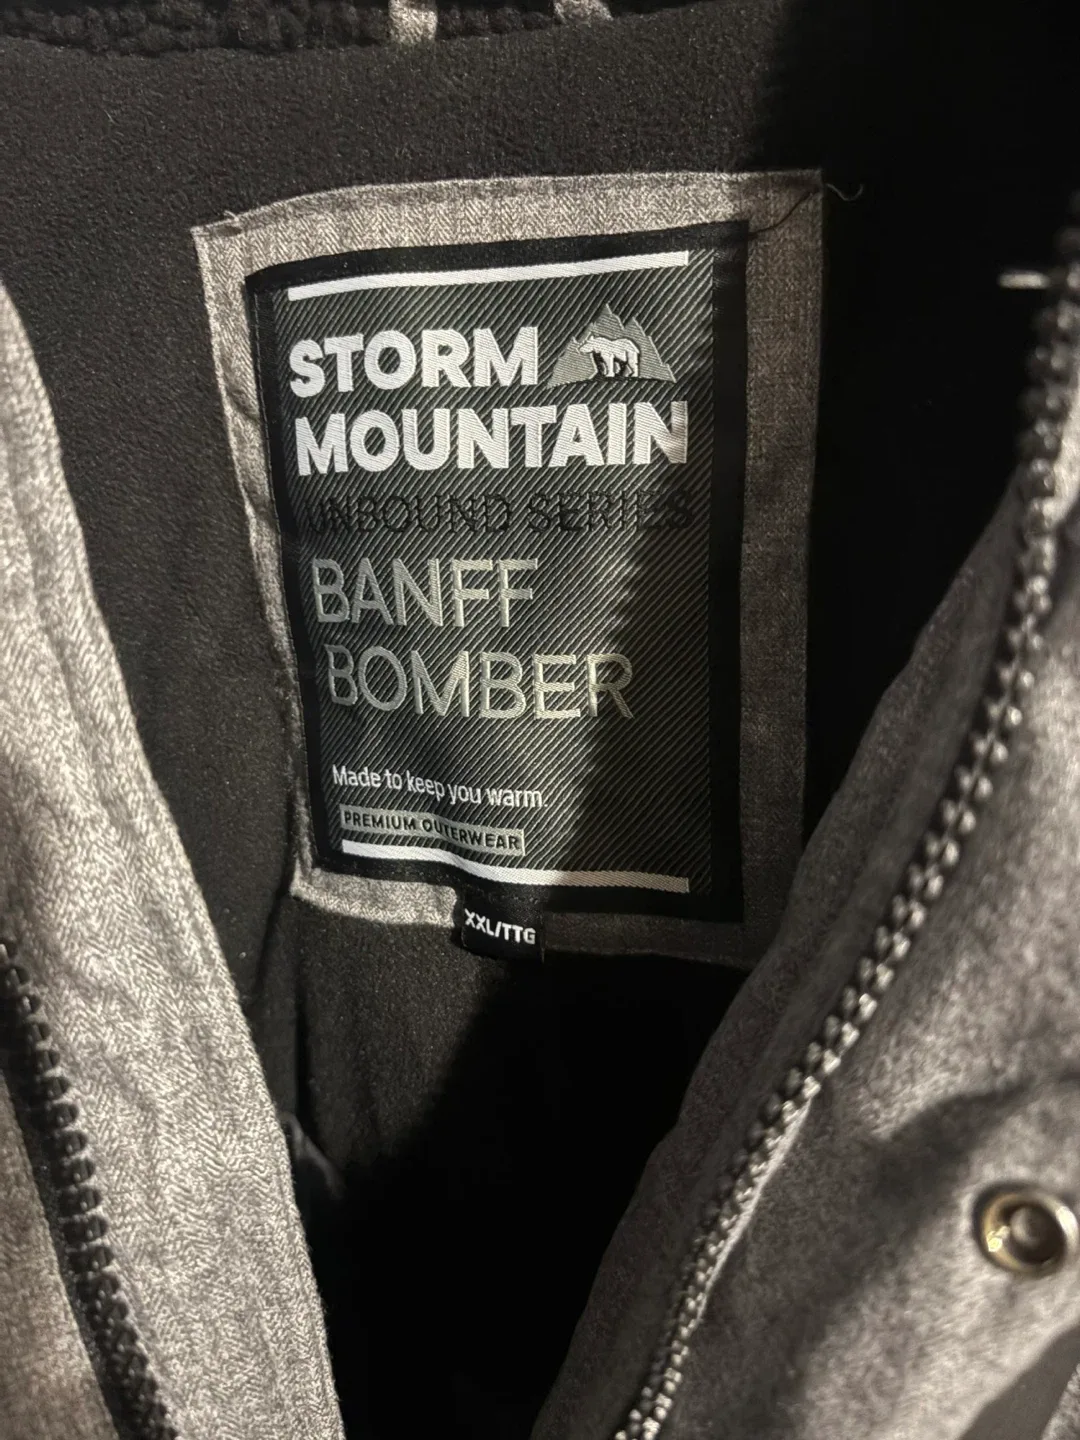 STORM
MOUNTAIN
UNBOUND SERIES
BANFF
BOMBER
Made to keep you warm.
PREMIUM OUTERWEAR
XXL/TTG